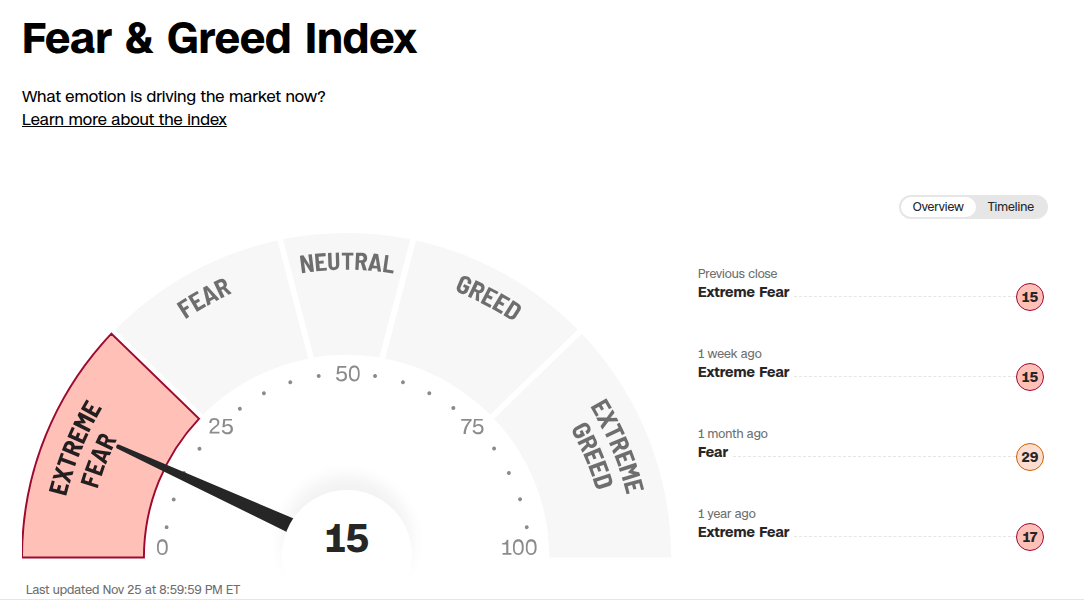 Fear & Greed Index
What emotion is driving the market now?
Learn more about the index
Overview
Timeline
EXTREME
FEAR
FEAR
NEUTRAL
GREED
EXTREME
GREED
0
25
50
75
100
15
Last updated Nov 25 at 8:59:59 PM ET
Previous close
Extreme Fear
15
1 week ago
Extreme Fear
15
1 month ago
Fear
29
1 year ago
Extreme Fear
17